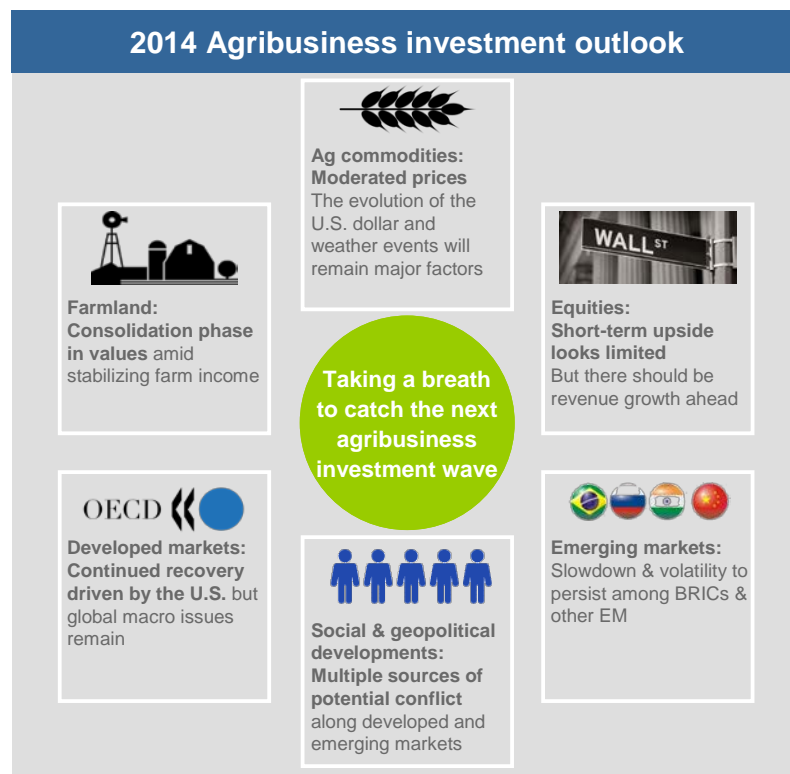 2014 Agribusiness investment outlook
Ag commodities:
Moderated prices
The evolution of the
U.S. dollar and
weather events will
remain major factors
Farmland:
Consolidation phase
in values amid
stabilizing farm income
WALL ST
Equities:
Short-term upside
looks limited
But there should be
revenue growth ahead
Taking a breath
to catch the next
agribusiness
investment wave
OECD
Developed markets:
Continued recovery
driven by the U.S. but
global macro issues
remain
Social & geopolitical
developments:
Multiple sources of
potential conflict
along developed and
emerging markets
Emerging markets:
Slowdown & volatility to
persist among BRICs &
other EM